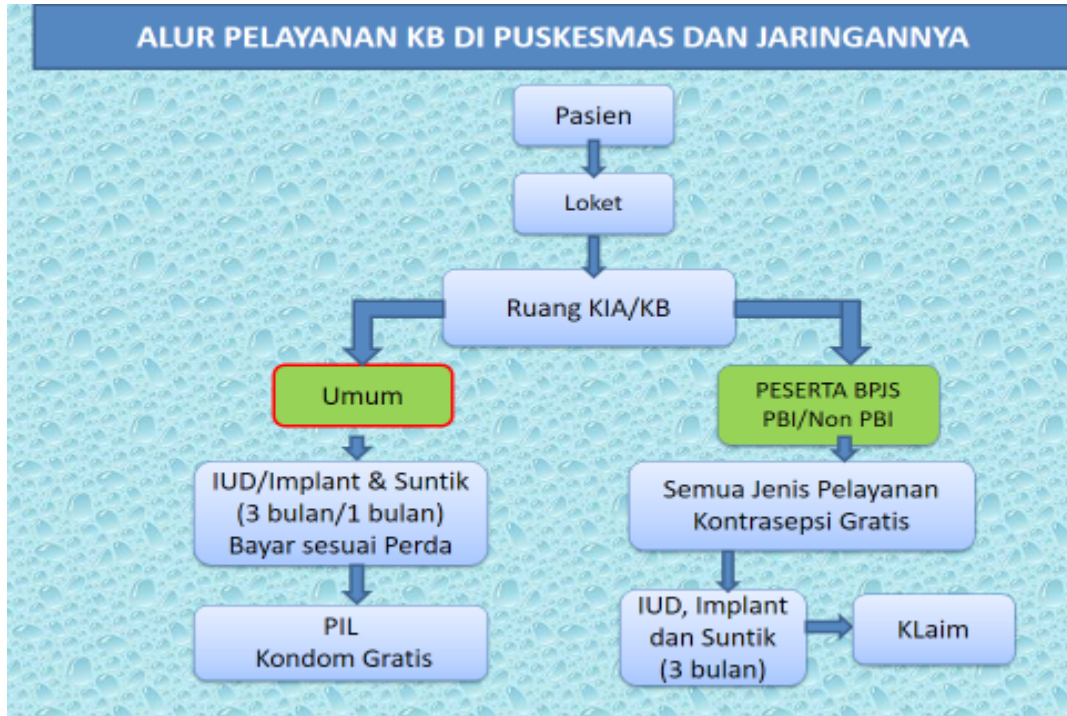 ALUR PELAYANAN KB DI PUSKESMAS DAN JARINGANNYA
Pasien
Loket
Ruang KIA/KB
Umum
IUD/Implant & Suntik
(3 bulan/1 bulan)
Bayar sesuai Perda
PIL
Kondom Gratis
PESERTA BPJS
PBI/Non PBI
Semua Jenis Pelayanan
Kontrasepsi Gratis
IUD, Implant
dan Suntik
(3 bulan)
KLaim